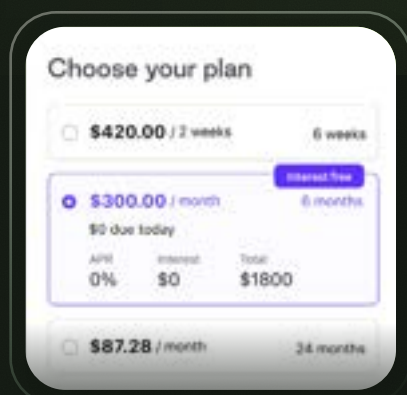 Choose your plan
$420.00 / 2 weeks 6 weeks
Interest free
$300.00 / month 6 months
$0 due today
APR Interest Total
0% $0 $1800
$87.28 / month 24 months